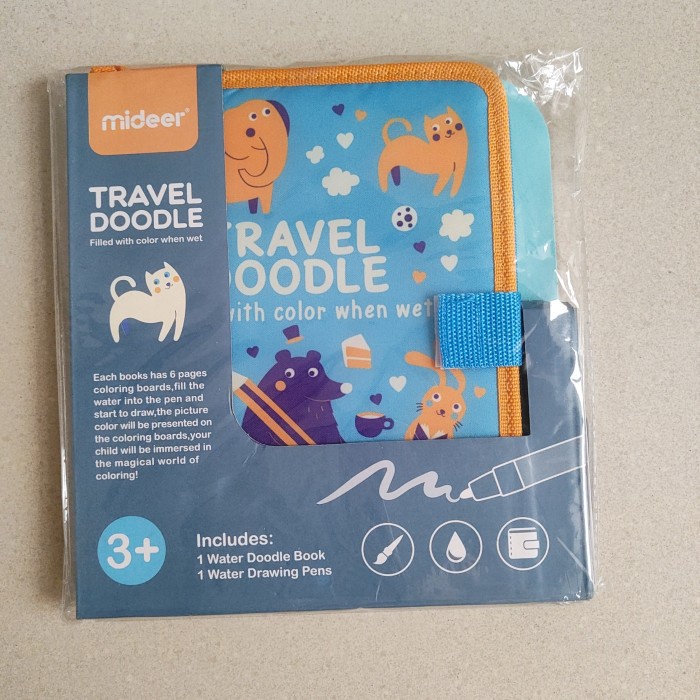 mideer®
TRAVEL
DOODLE
Filled with color when wet
Each books has 6 pages
coloring boards,fill the
water into the pen and
start to draw,the picture
color will be presented on
the coloring boards,your
child will be immersed in
the magical world of
coloring!
3+
Includes:
1 Water Doodle Book
1 Water Drawing Pens
TRAVEL
DOODLE
with color when wet